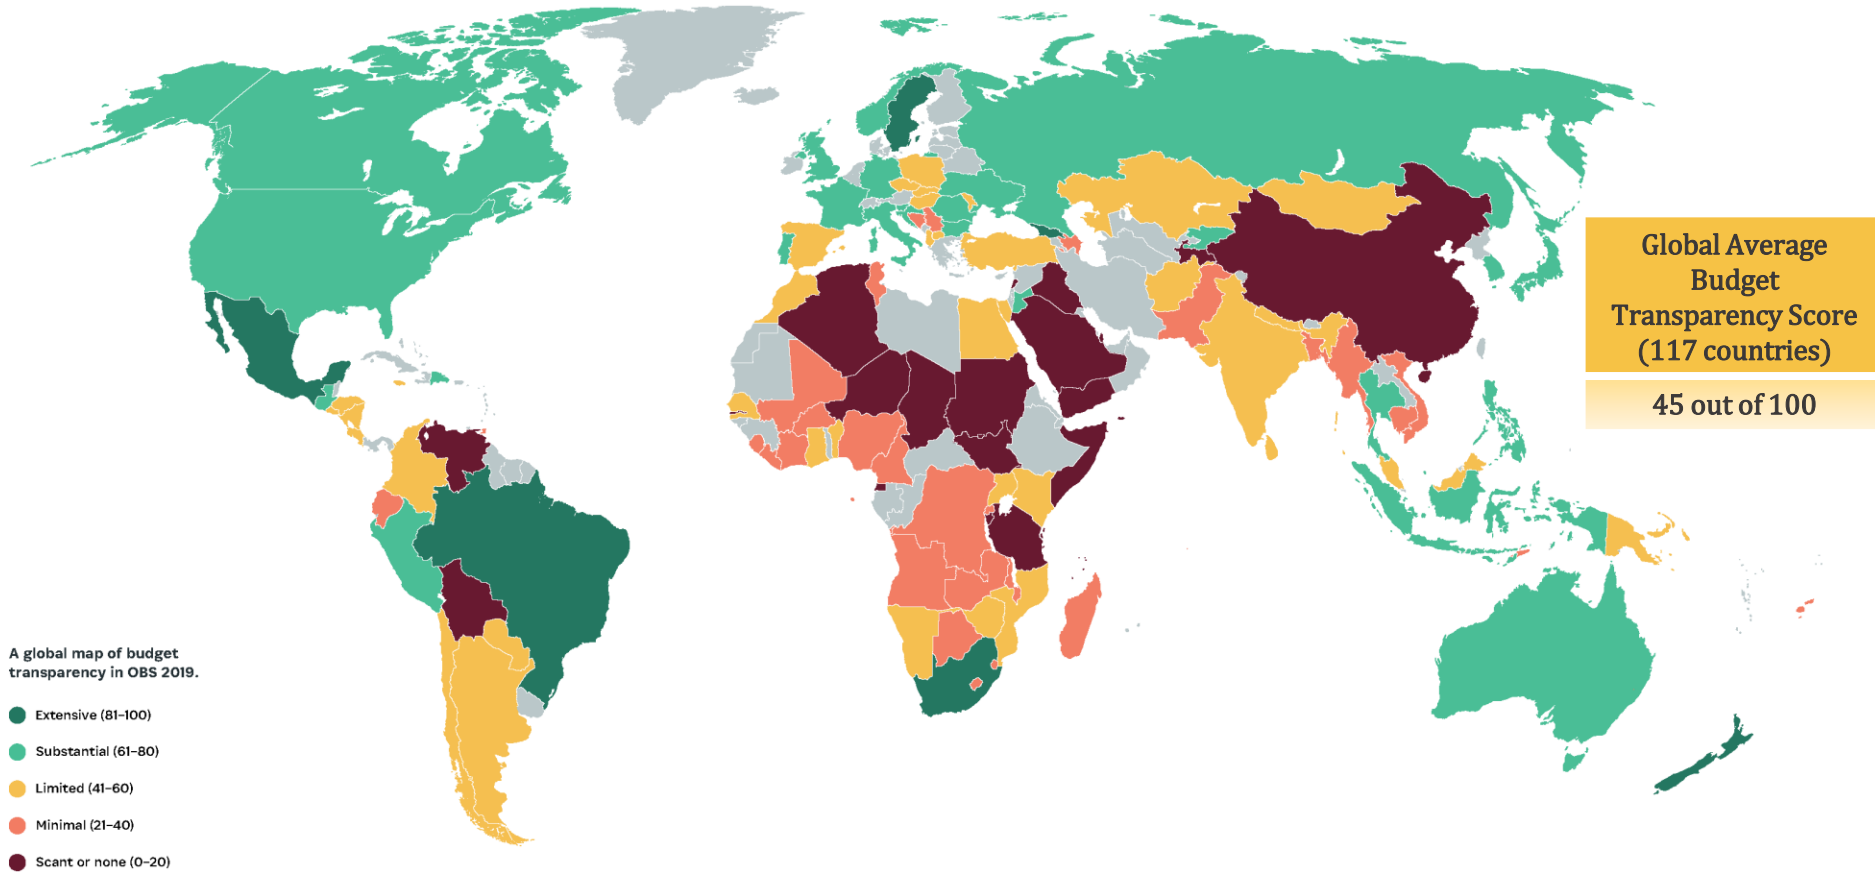 Global Average
Budget
Transparency Score
(117 countries)
45 out of 100
A global map of budget
transparency in OBS 2019.
Extensive (81–100)
Substantial (61–80)
Limited (41–60)
Minimal (21–40)
Scant or none (0–20)